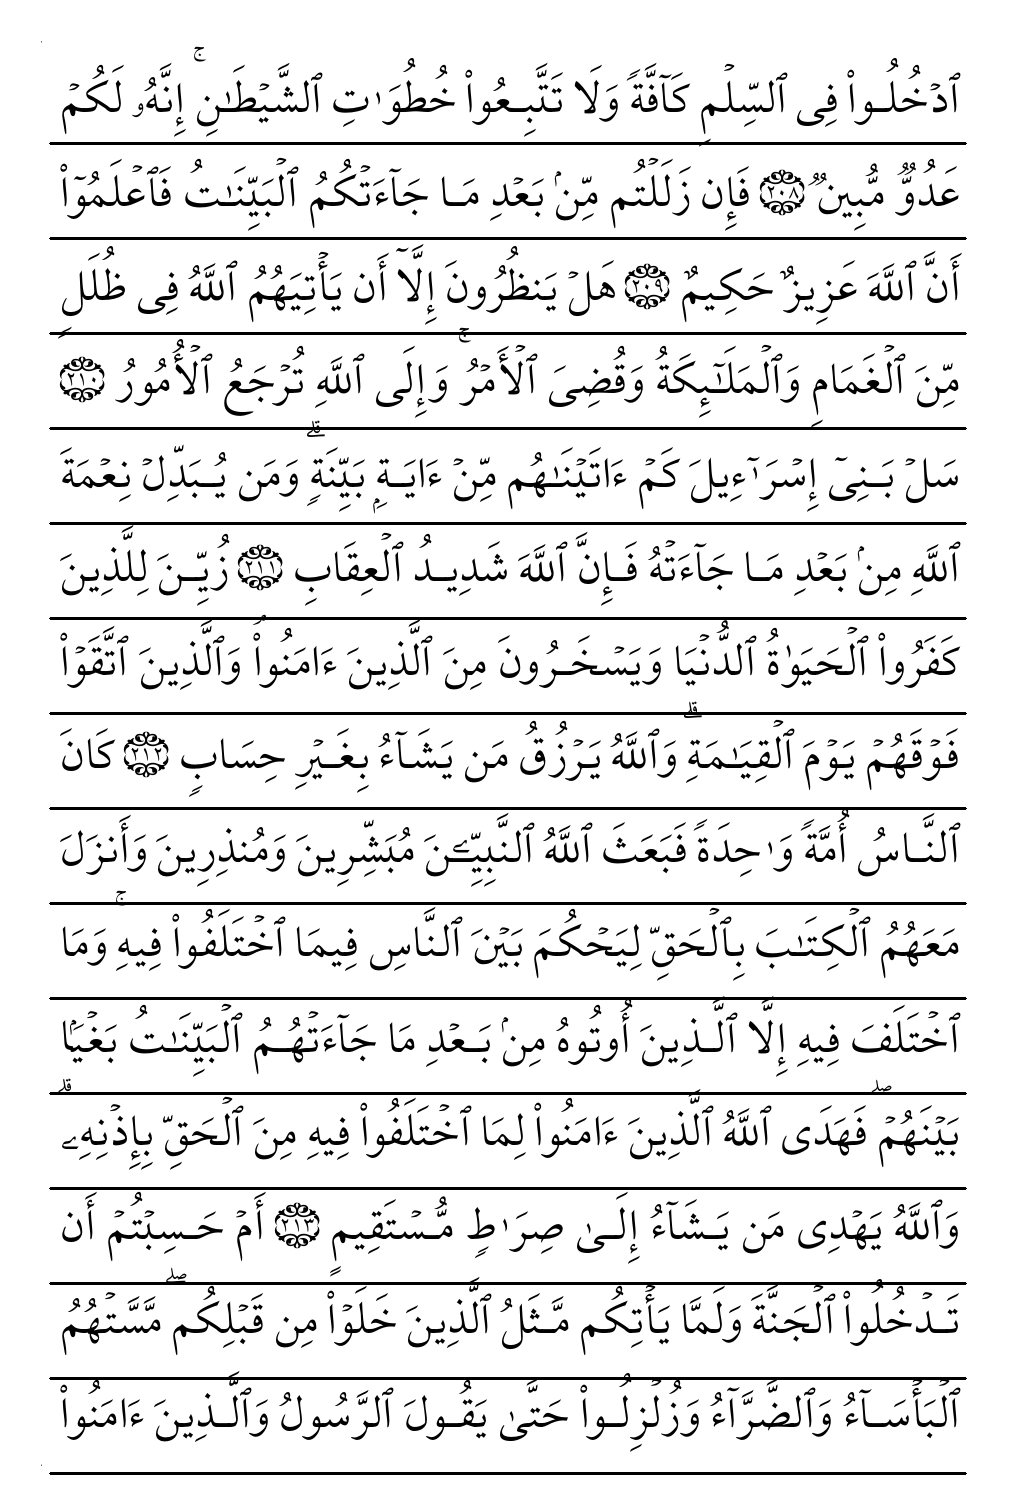 ٱدۡخُلُواْ فِي ٱلسِّلۡمِ كَآفَّةٗ وَلَا تَتَّبِعُواْ خُطُوَٰتِ ٱلشَّيۡطَٰنِۚ إِنَّهُۥ لَكُمۡ
عَدُوّٞ مُّبِينٞ ٢٠٨ فَإِن زَلَلۡتُم مِّنۢ بَعۡدِ مَا جَآءَتۡكُمُ ٱلۡبَيِّنَٰتُ فَٱعۡلَمُوٓاْ
أَنَّ ٱللَّهَ عَزِيزٌ حَكِيمٌ ٢٠٩ هَلۡ يَنظُرُونَ إِلَّآ أَن يَأۡتِيَهُمُ ٱللَّهُ فِي ظُلَلٖ
مِّنَ ٱلۡغَمَامِ وَٱلۡمَلَٰٓئِكَةُ وَقُضِيَ ٱلۡأَمۡرُۚ وَإِلَى ٱللَّهِ تُرۡجَعُ ٱلۡأُمُورُ ٢١٠
سَلۡ بَنِيٓ إِسۡرَٰٓءِيلَ كَمۡ ءَاتَيۡنَٰهُم مِّنۡ ءَايَةِۭ بَيِّنَةٖۗ وَمَن يُبَدِّلۡ نِعۡمَةَ
ٱللَّهِ مِنۢ بَعۡدِ مَا جَآءَتۡهُ فَإِنَّ ٱللَّهَ شَدِيدُ ٱلۡعِقَابِ ٢١١ زُيِّنَ لِلَّذِينَ
كَفَرُواْ ٱلۡحَيَوٰةُ ٱلدُّنۡيَا وَيَسۡخَرُونَ مِنَ ٱلَّذِينَ ءَامَنُواْۘ وَٱلَّذِينَ ٱتَّقَوۡاْ
فَوۡقَهُمۡ يَوۡمَ ٱلۡقِيَٰمَةِۗ وَٱللَّهُ يَرۡزُقُ مَن يَشَآءُ بِغَيۡرِ حِسَابٖ ٢١٢ كَانَ
ٱلنَّاسُ أُمَّةٗ وَٰحِدَةٗ فَبَعَثَ ٱللَّهُ ٱلنَّبِيِّـۧنَ مُبَشِّرِينَ وَمُنذِرِينَ وَأَنزَلَ
مَعَهُمُ ٱلۡكِتَٰبَ بِٱلۡحَقِّ لِيَحۡكُمَ بَيۡنَ ٱلنَّاسِ فِيمَا ٱخۡتَلَفُواْ فِيهِۚ وَمَا
ٱخۡتَلَفَ فِيهِ إِلَّا ٱلَّذِينَ أُوتُوهُ مِنۢ بَعۡدِ مَا جَآءَتۡهُمُ ٱلۡبَيِّنَٰتُ بَغۡيَۢا
بَيۡنَهُمۡۖ فَهَدَى ٱللَّهُ ٱلَّذِينَ ءَامَنُواْ لِمَا ٱخۡتَلَفُواْ فِيهِ مِنَ ٱلۡحَقِّ بِإِذۡنِهِۦۗ
وَٱللَّهُ يَهۡدِي مَن يَشَآءُ إِلَىٰ صِرَٰطٖ مُّسۡتَقِيمٍ ٢١٣ أَمۡ حَسِبۡتُمۡ أَن
تَدۡخُلُواْ ٱلۡجَنَّةَ وَلَمَّا يَأۡتِكُم مَّثَلُ ٱلَّذِينَ خَلَوۡاْ مِن قَبۡلِكُمۖ مَّسَّتۡهُمُ
ٱلۡبَأۡسَآءُ وَٱلضَّرَّآءُ وَزُلۡزِلُواْ حَتَّىٰ يَقُولَ ٱلرَّسُولُ وَٱلَّذِينَ ءَامَنُواْ